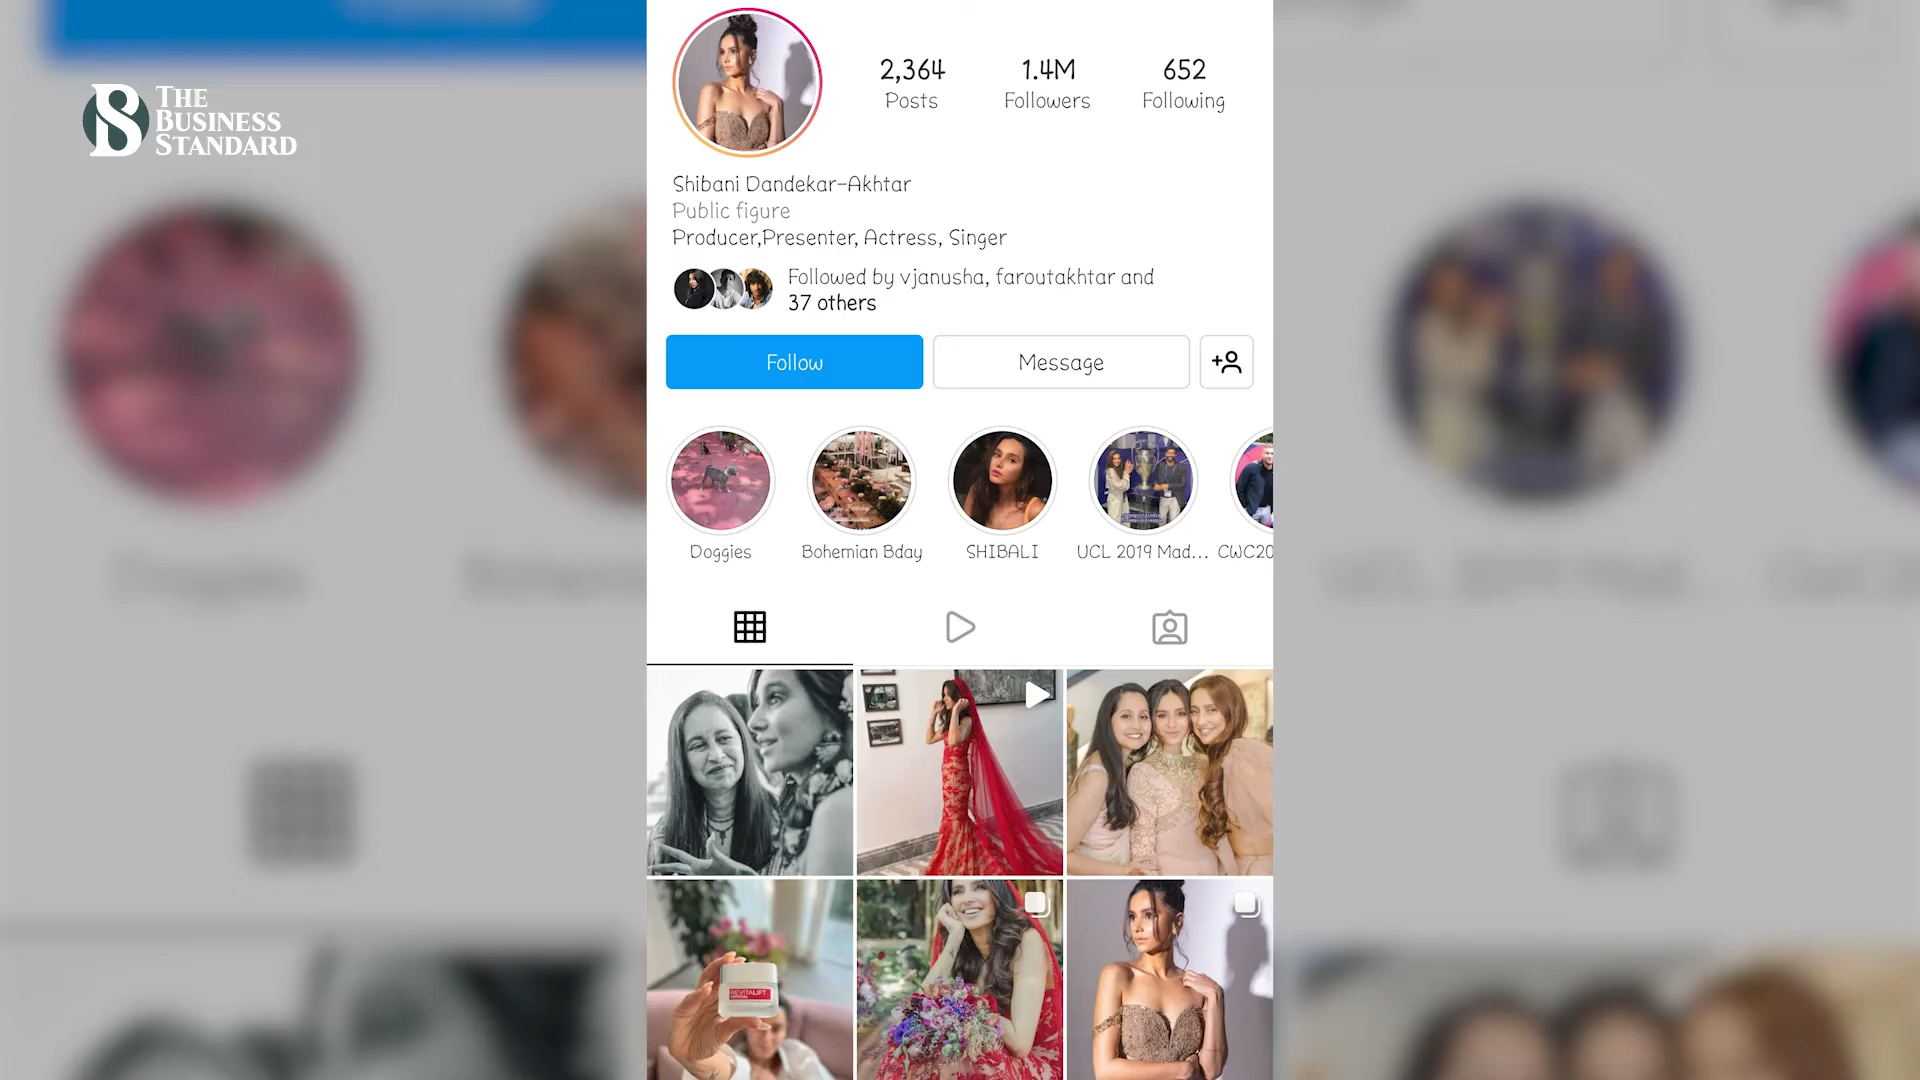 THE
BUSINESS
STANDARD
2,364
Posts
1.4M
Followers
652
Following
Shibani Dandekar-Akhtar
Public figure
Producer,Presenter, Actress, Singer
Followed by vjanusha, faroutakhtar and
37 others
Follow
Message
Doggies
Bohemian Bday
SHIBALI
UCL 2019 Mad...
CWC20
REVITALIFT